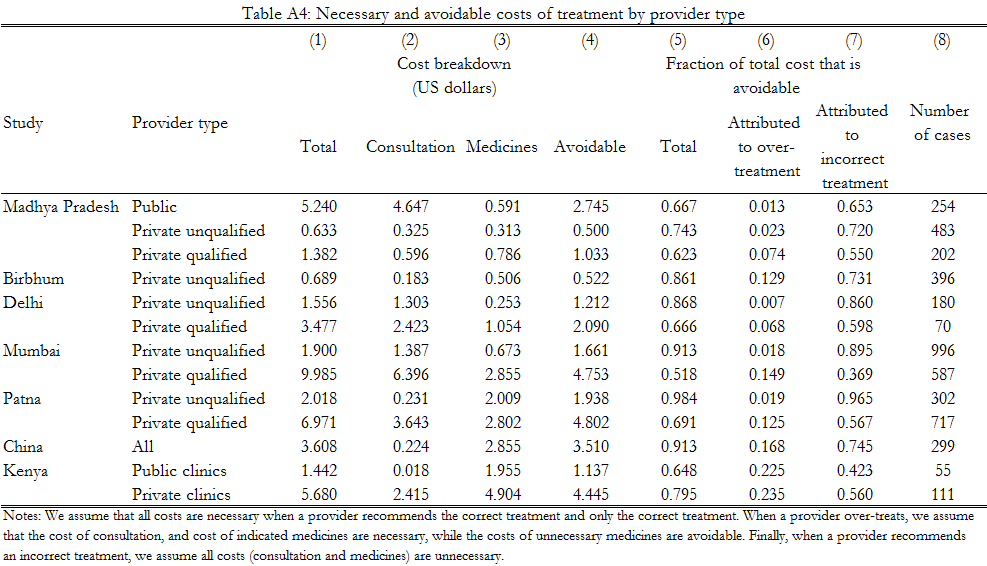 Table A4: Necessary and avoidable costs of treatment by provider type
(1) (2) (3) (4) (5) (6) (7) (8)
Cost breakdown (US dollars) Fraction of total cost that is avoidable
Study Provider type Total Consultation Medicines Avoidable Total Attributed to over-treatment Attributed to incorrect treatment Number of cases
Madhya Pradesh Public 5.240 4.647 0.591 2.745 0.667 0.013 0.653 254
Private unqualified 0.633 0.325 0.313 0.500 0.743 0.023 0.720 483
Private qualified 1.382 0.596 0.786 1.033 0.623 0.074 0.550 202
Birbhum Private unqualified 0.689 0.183 0.506 0.522 0.861 0.129 0.731 396
Delhi Private unqualified 1.556 1.303 0.253 1.212 0.868 0.007 0.860 180
Private qualified 3.477 2.423 1.054 2.090 0.666 0.068 0.598 70
Mumbai Private unqualified 1.900 1.387 0.673 1.661 0.913 0.018 0.895 996
Private qualified 9.985 6.396 2.855 4.753 0.518 0.149 0.369 587
Patna Private unqualified 2.018 0.231 2.009 1.938 0.984 0.019 0.965 302
Private qualified 6.971 3.643 2.802 4.802 0.691 0.125 0.567 717
China All 3.608 0.224 2.855 3.510 0.913 0.168 0.745 299
Kenya Public clinics 1.442 0.018 1.955 1.137 0.648 0.225 0.423 55
Private clinics 5.680 2.415 4.904 4.445 0.795 0.235 0.560 111
Notes: We assume that all costs are necessary when a provider recommends the correct treatment and only the correct treatment. When a provider over-treats, we assume
that the cost of consultation, and cost of indicated medicines are necessary, while the costs of unnecessary medicines are avoidable. Finally, when a provider recommends
an incorrect treatment, we assume all costs (consultation and medicines) are unnecessary.